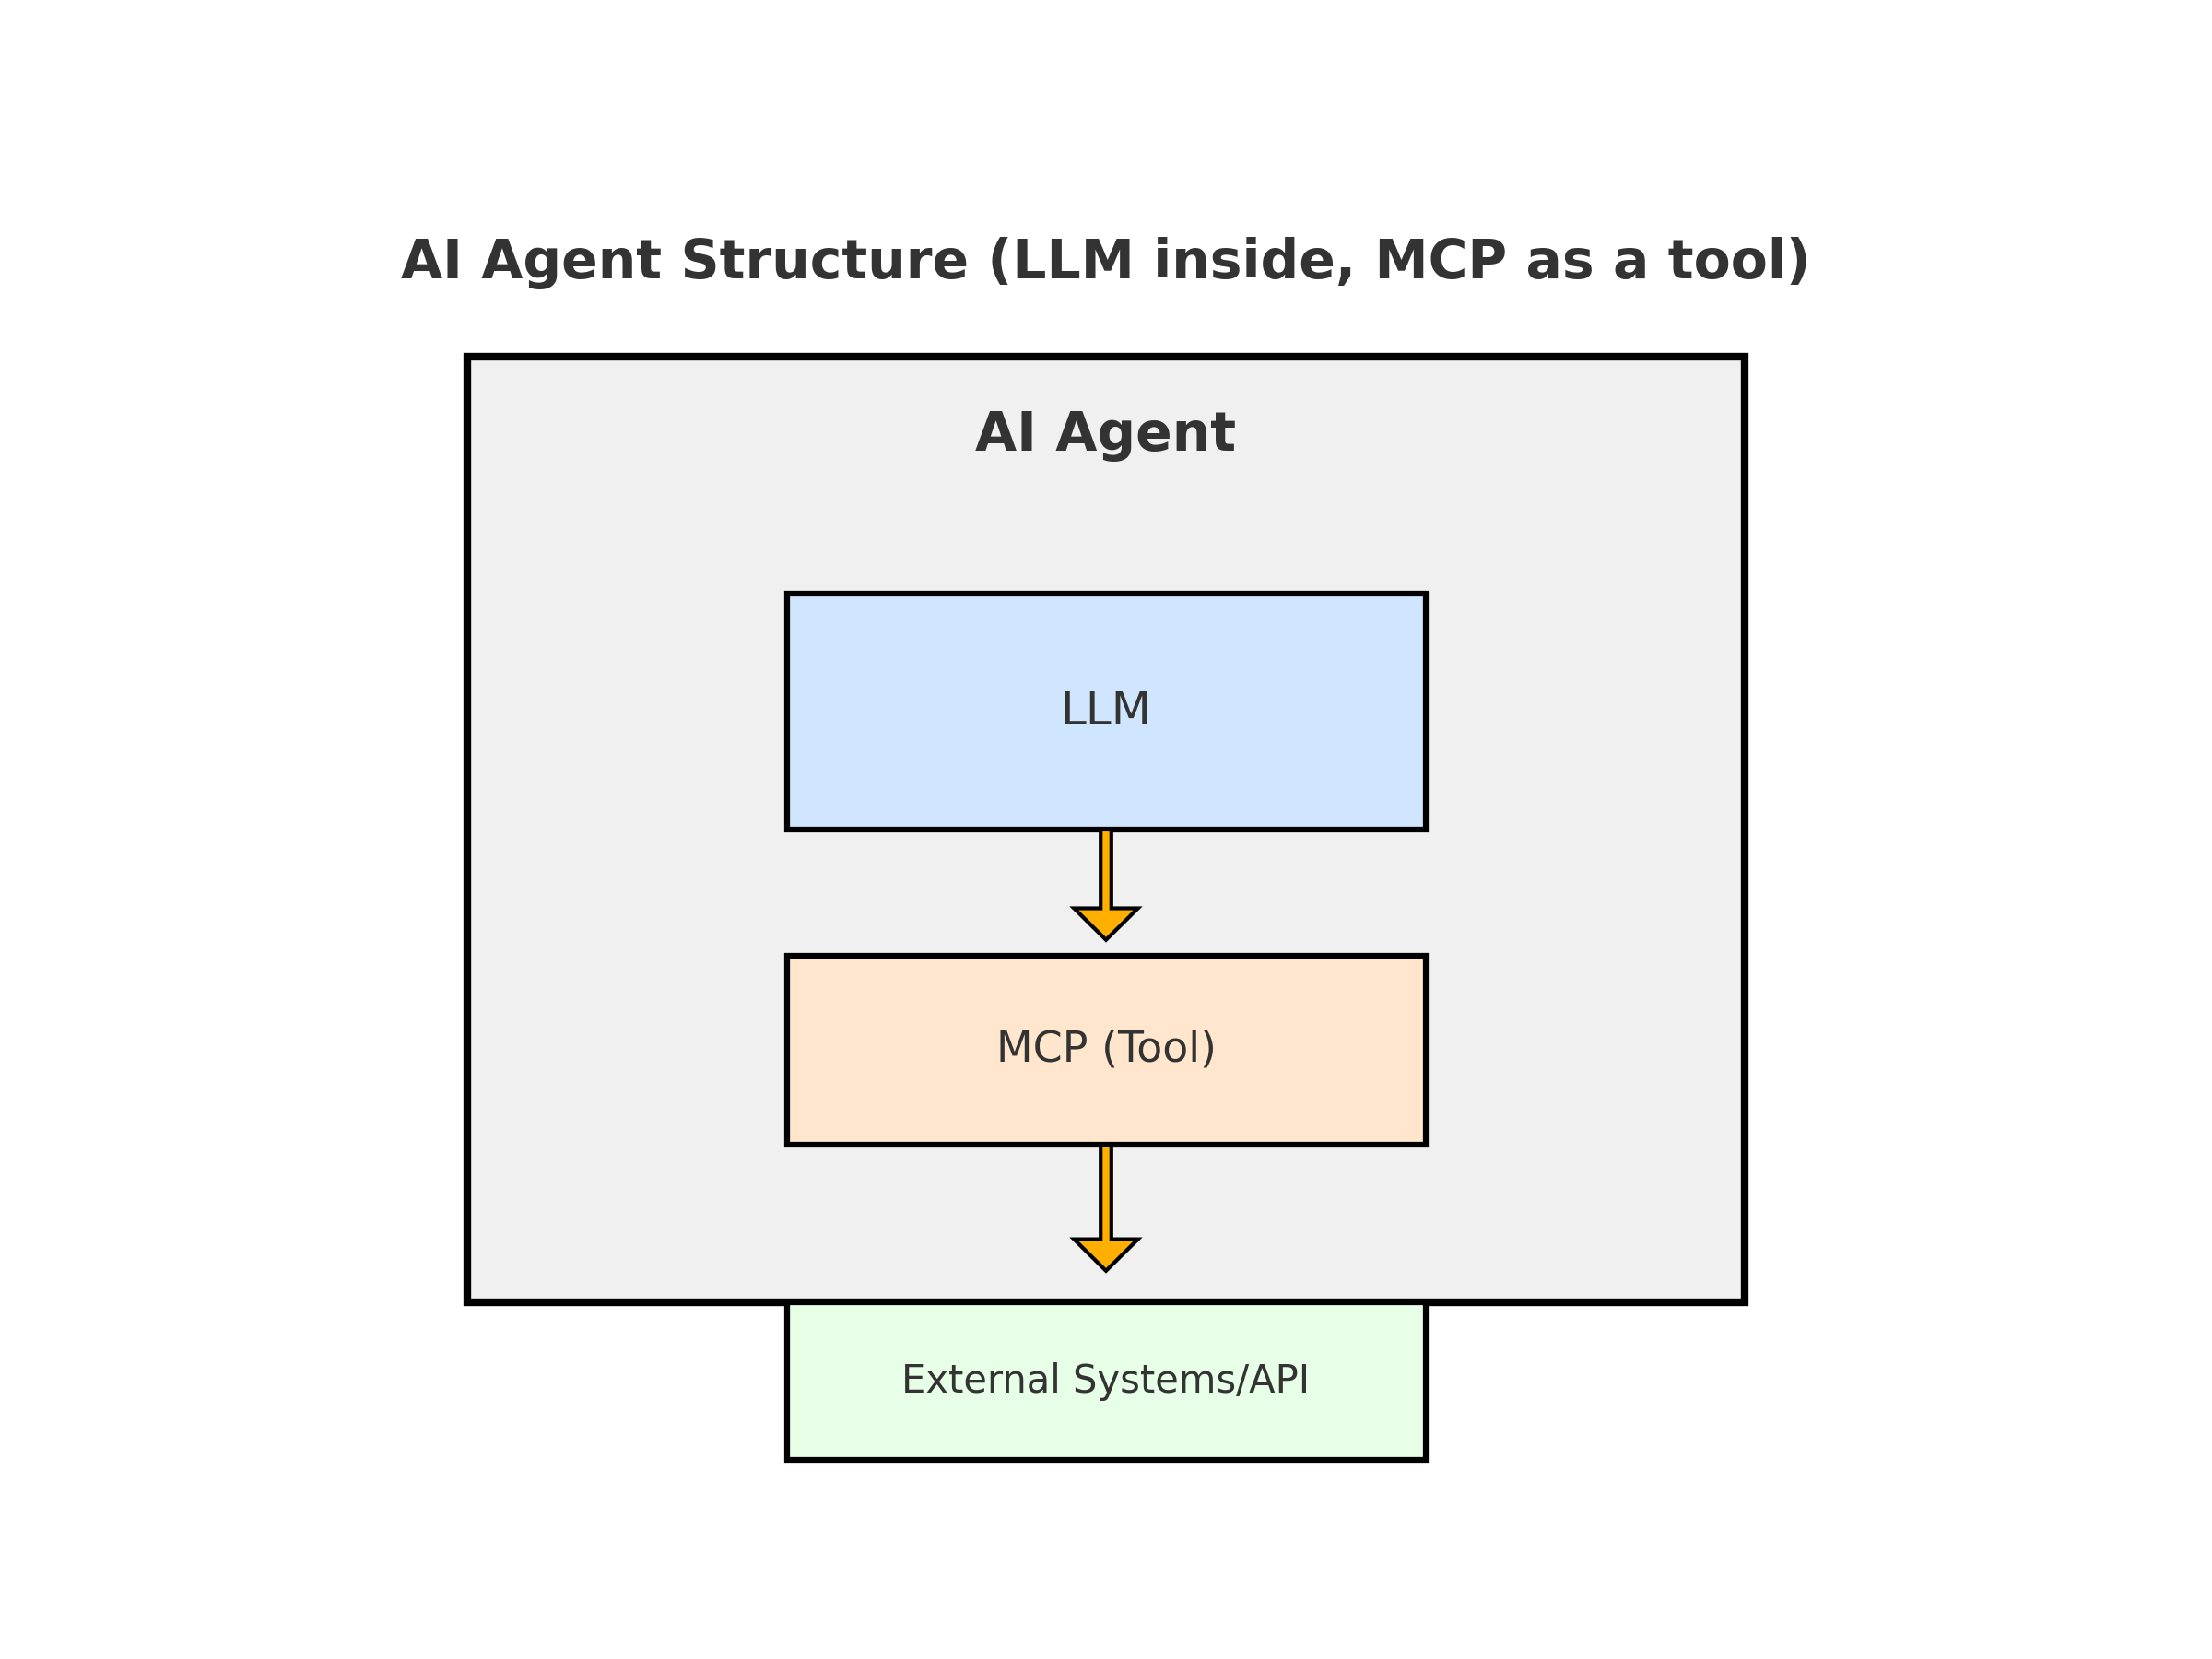 AI Agent Structure (LLM inside, MCP as a tool)
AI Agent
LLM
MCP (Tool)
External Systems/API